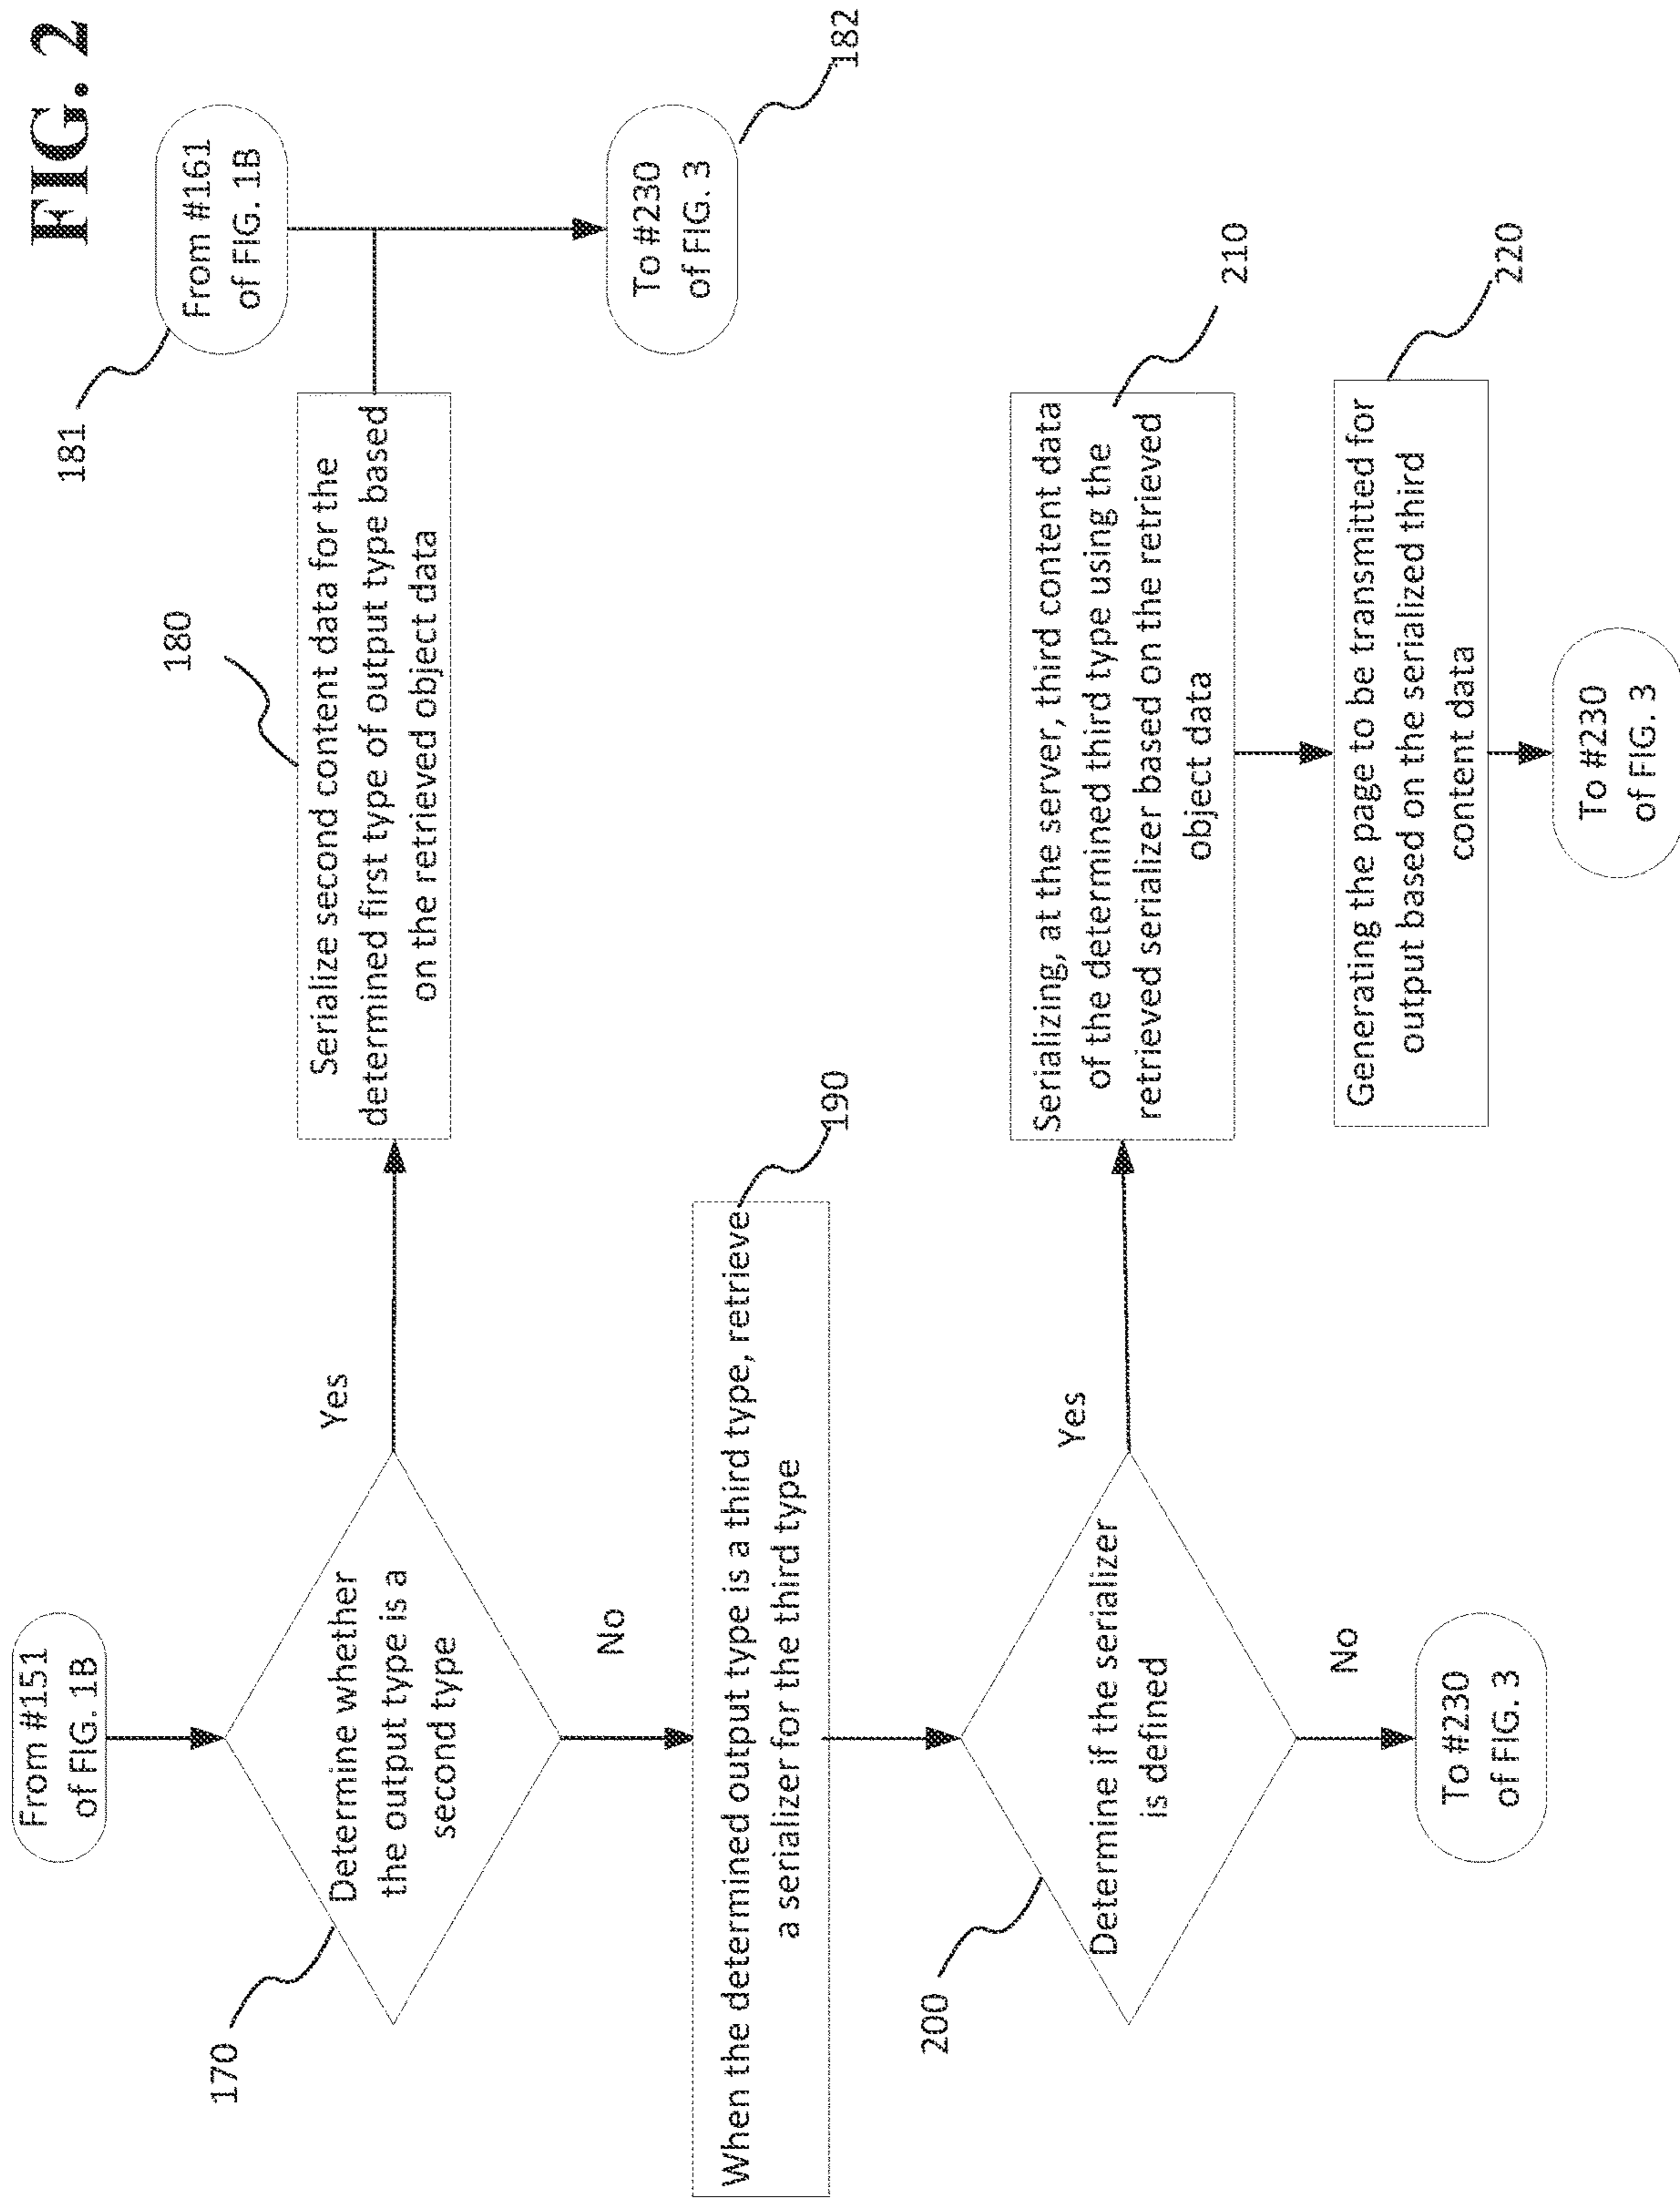 FIG. 2
From #151
of FIG. 1B
170
Determine whether
the output type is a
second type
Yes
No
180
Serialize second content data for the
determined first type of output type based
on the retrieved object data
181
From #161
of FIG. 1B
To #230
of FIG. 3
182
190
When the determined output type is a third type, retrieve
a serializer for the third type
200
Determine if the serializer
is defined
Yes
No
To #230
of FIG. 3
210
Serializing, at the server, third content data
of the determined third type using the
retrieved serializer based on the retrieved
object data
220
Generating the page to be transmitted for
output based on the serialized third
content data
To #230
of FIG. 3